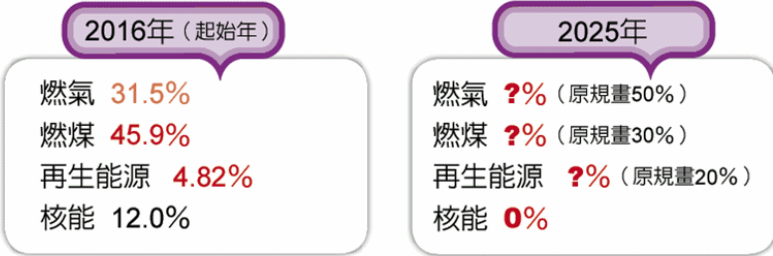 2016年（起始年）
燃氣 31.5%
燃煤 45.9%
再生能源 4.82%
核能 12.0%
2025年
燃氣 ?%（原規畫50%）
燃煤 ?%（原規畫30%）
再生能源 ?%（原規畫20%）
核能 0%